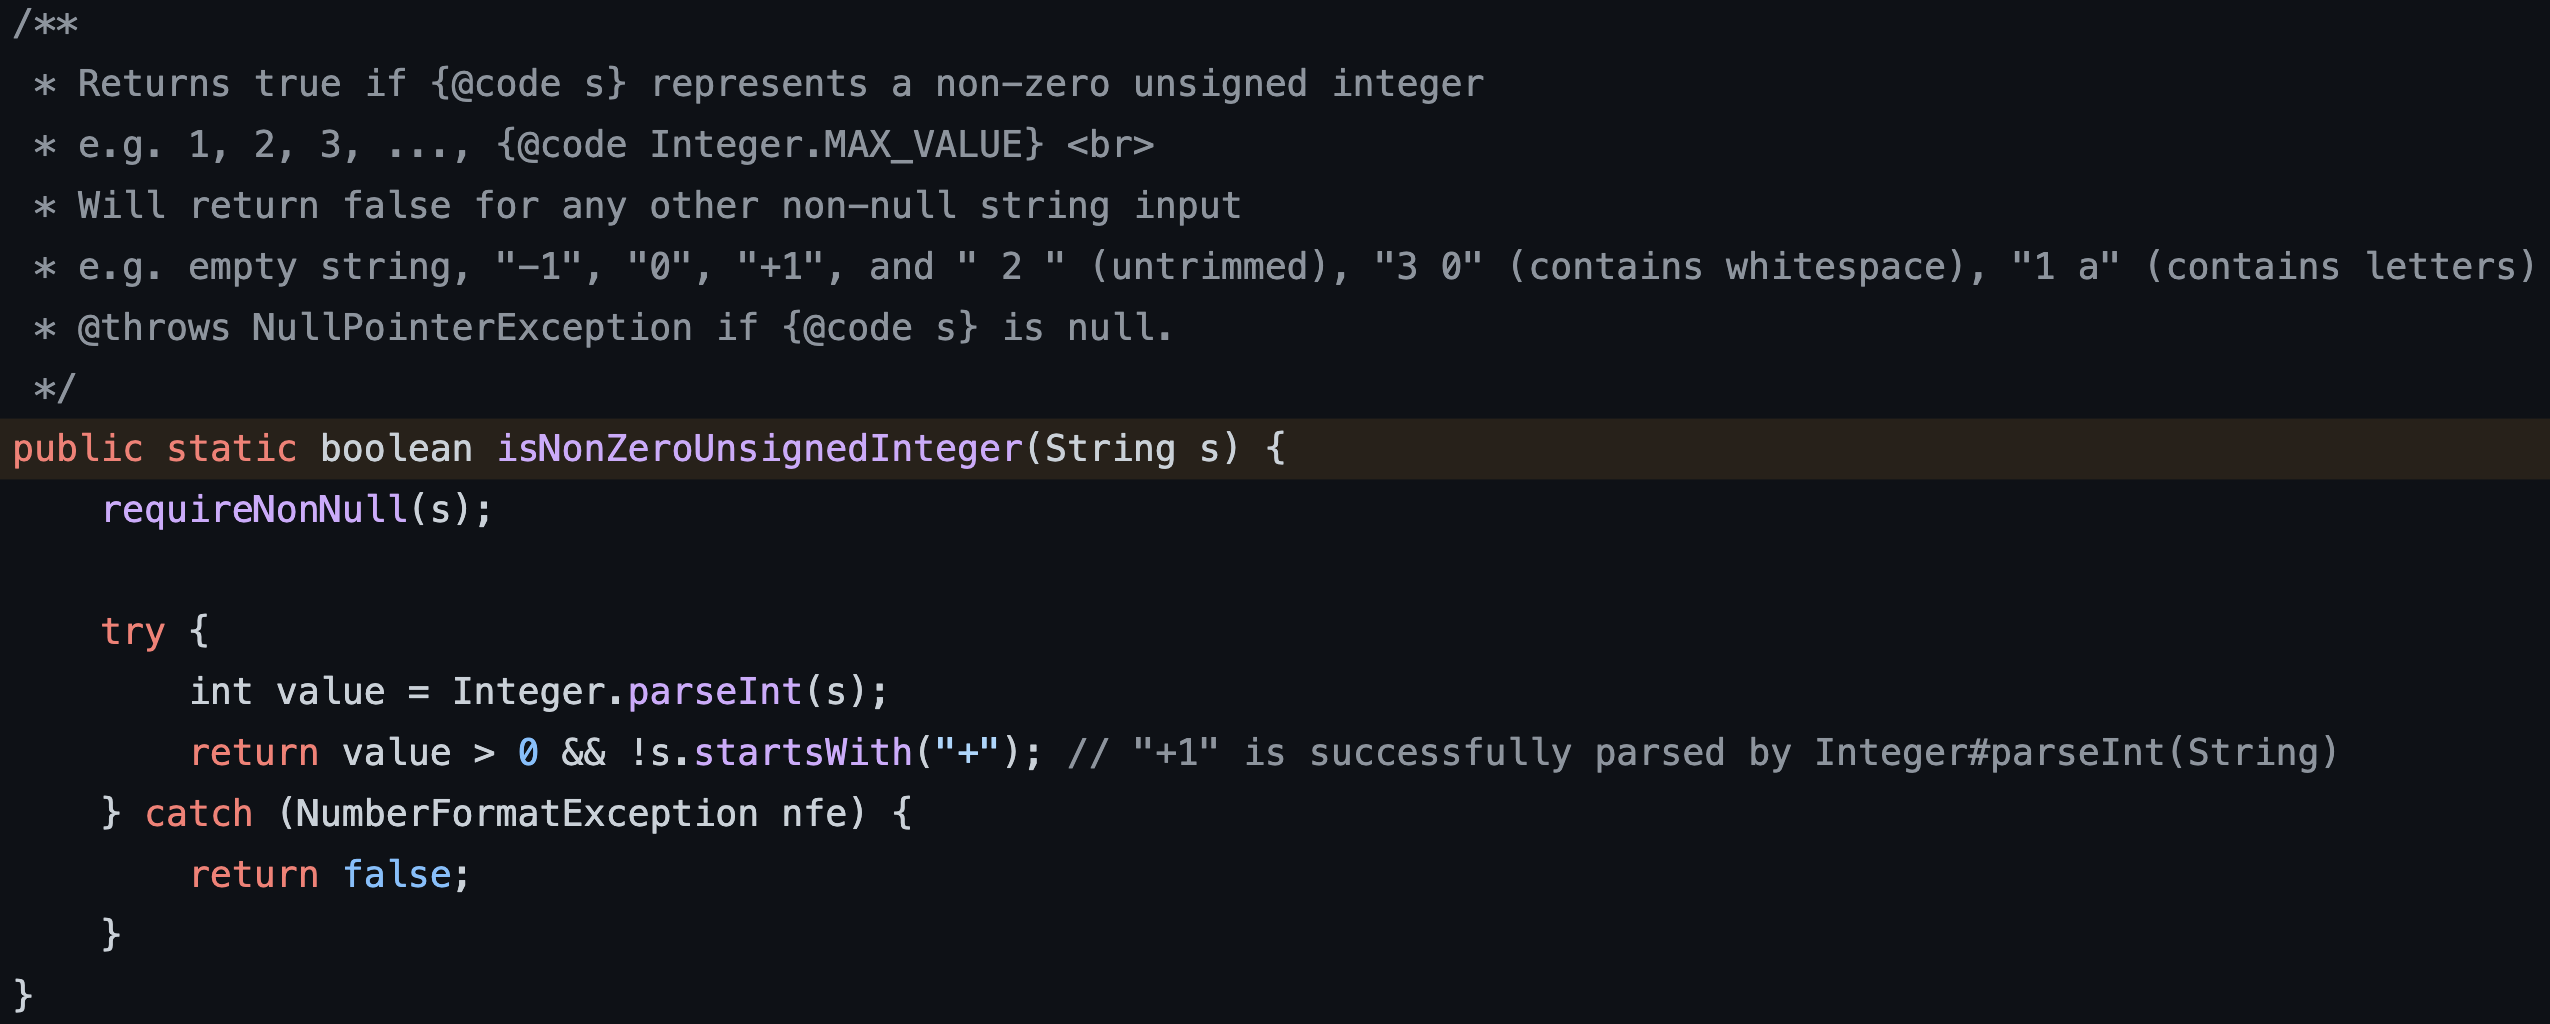 /**
 * Returns true if {@code s} represents a non-zero unsigned integer
 * e.g. 1, 2, 3, ..., {@code Integer.MAX_VALUE} <br>
 * Will return false for any other non-null string input
 * e.g. empty string, "-1", "0", "+1", and " 2 " (untrimmed), "3 0" (contains whitespace), "1 a" (contains letters)
 * @throws NullPointerException if {@code s} is null.
 */
public static boolean isNonZeroUnsignedInteger(String s) {
    requireNonNull(s);

    try {
        int value = Integer.parseInt(s);
        return value > 0 && !s.startsWith("+"); // "+1" is successfully parsed by Integer#parseInt(String)
    } catch (NumberFormatException nfe) {
        return false;
    }
}